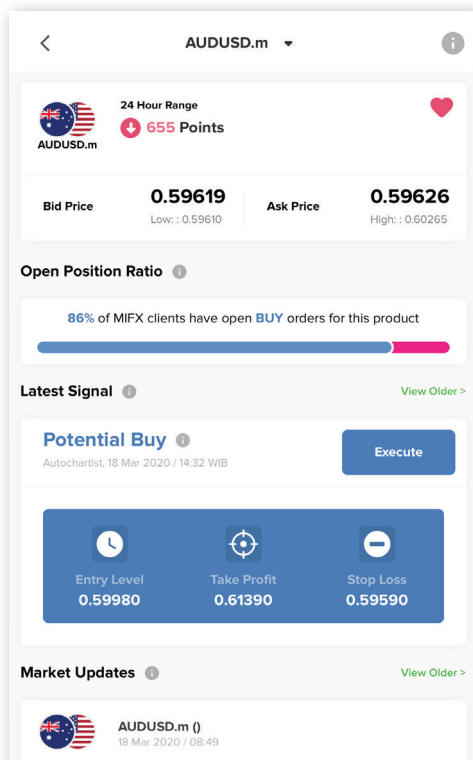 AUDUSD.m
AUDUSD.m
24 Hour Range
655 Points
Bid Price
0.59619
Low: : 0.59610
Ask Price
0.59626
High: : 0.60265
Open Position Ratio
86% of MIFX clients have open BUY orders for this product
Latest Signal
View Older >
Potential Buy
Autochartist, 18 Mar 2020 / 14:32 WIB
Execute
Entry Level
0.59980
Take Profit
0.61390
Stop Loss
0.59590
Market Updates
View Older >
AUDUSD.m ()
18 Mar 2020 / 08:49